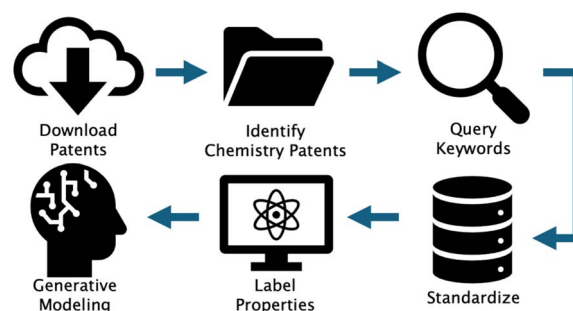 Download
Patents
Identify
Chemistry Patents
Query
Keywords
Generative
Modeling
Label
Properties
Standardize